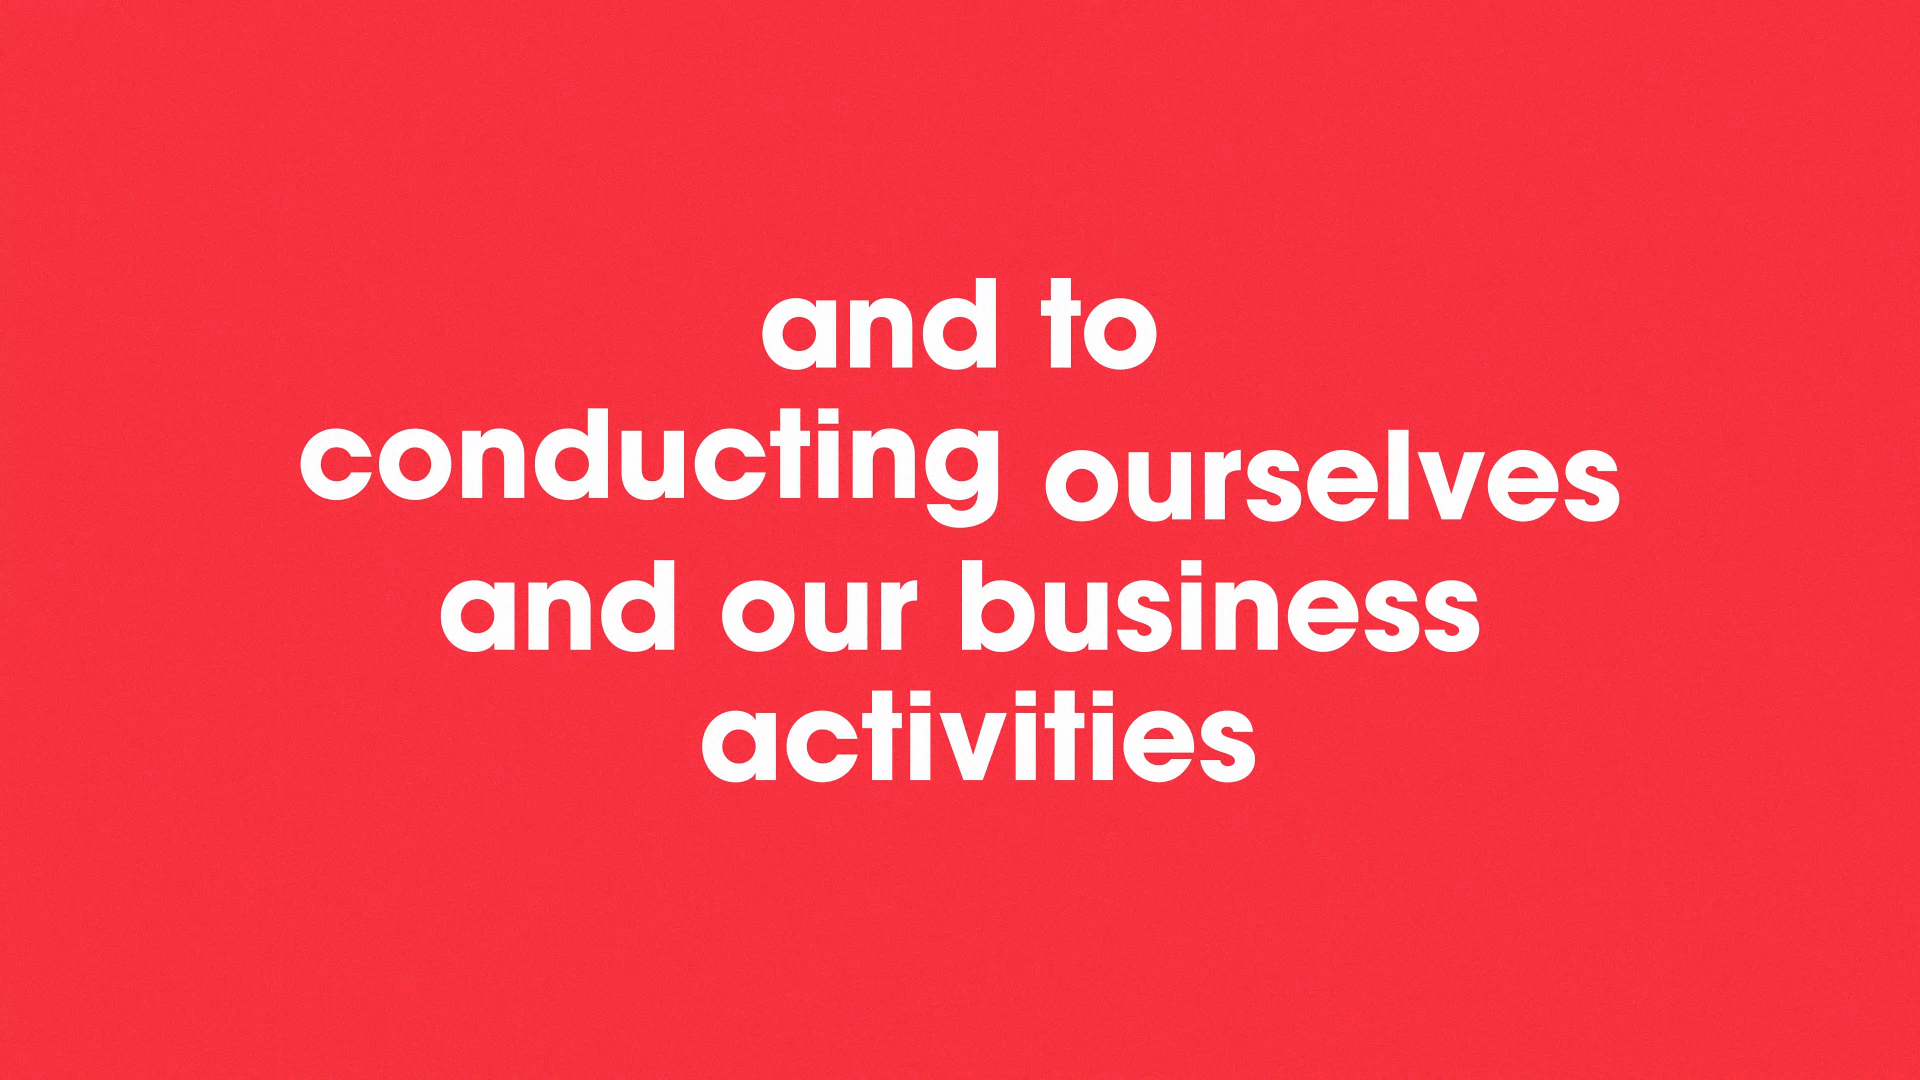 and to
conducting ourselves
and our business
activities